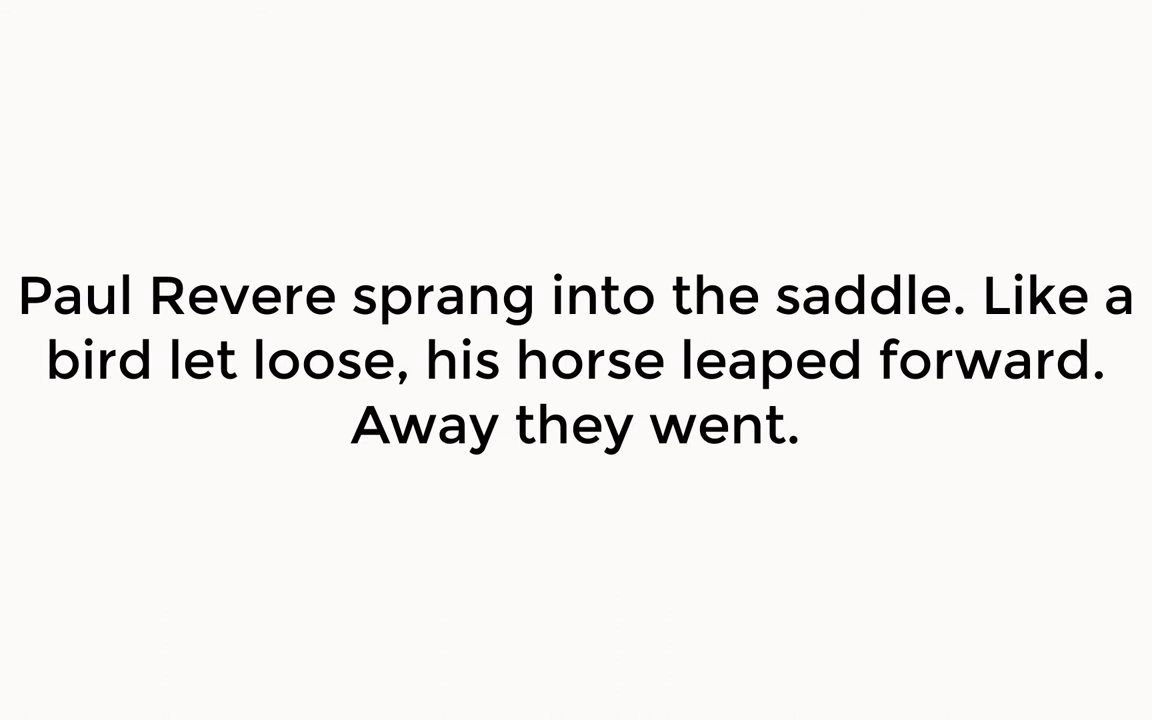 Paul Revere sprang into the saddle. Like a
bird let loose, his horse leaped forward.
Away they went.